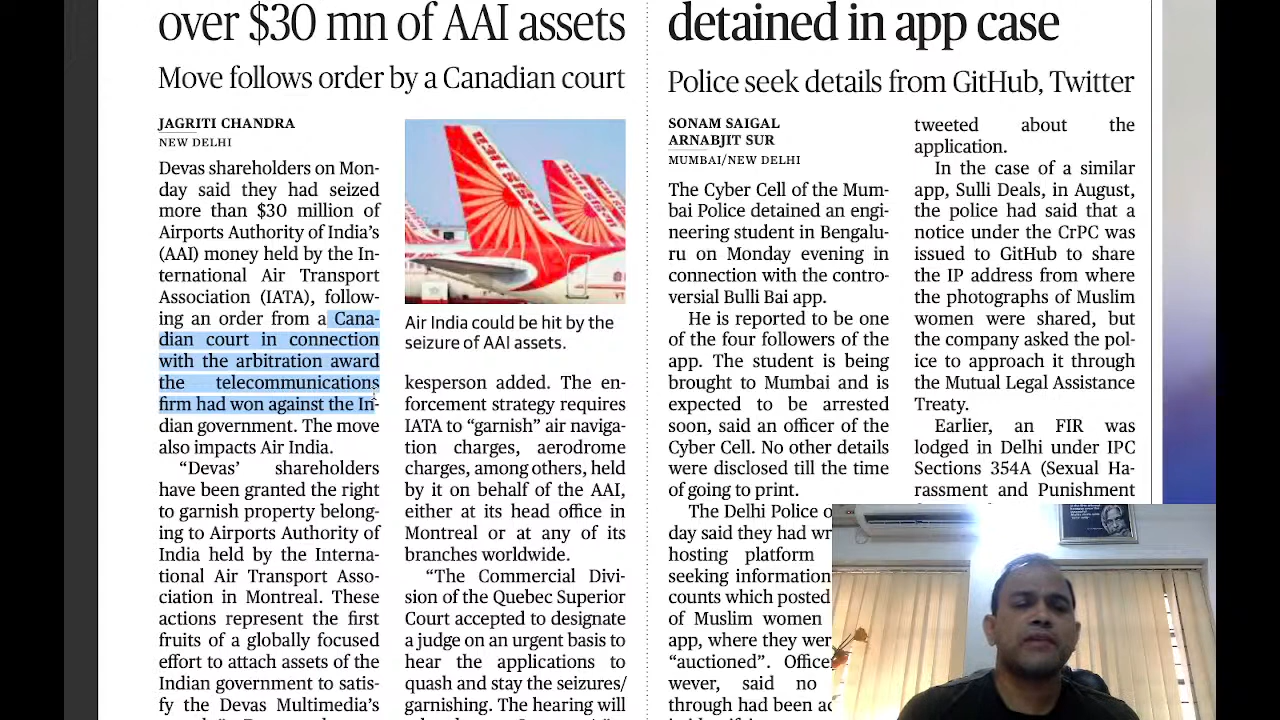 over $30 mn of AAI assets
Move follows order by a Canadian court
JAGRITI CHANDRA
NEW DELHI
Devas shareholders on Mon-
day said they had seized
more than $30 million of
Airports Authority of India's
(AAI) money held by the In-
ternational Air Transport
Association (IATA), follow-
ing an order from a Cana-
dian court in connection
with the arbitration award
the telecommunications
firm had won against the In-
dian government. The move
also impacts Air India.
“Devas' shareholders
have been granted the right
to garnish property belong-
ing to Airports Authority of
India held by the Interna-
tional Air Transport Asso-
ciation in Montreal. These
actions represent the first
fruits of a globally focused
effort to attach assets of the
Indian government to satis-
fy the Devas Multimedia's
Air India could be hit by the
seizure of AAI assets.
kesperson added. The en-
forcement strategy requires
IATA to “garnish” air naviga-
tion charges, aerodrome
charges, among others, held
by it on behalf of the AAI,
either at its head office in
Montreal or at any of its
branches worldwide.
“The Commercial Divi-
sion of the Quebec Superior
Court accepted to designate
a judge on an urgent basis to
hear the applications to
quash and stay the seizures/
garnishing. The hearing will
detained in app case
Police seek details from GitHub, Twitter
SONAM SAIGAL
ARNABJIT SUR
MUMBAI/NEW DELHI
The Cyber Cell of the Mum-
bai Police detained an engi-
neering student in Bengalu-
ru on Monday evening in
connection with the contro-
versial Bulli Bai app.
He is reported to be one
of the four followers of the
app. The student is being
brought to Mumbai and is
expected to be arrested
soon, said an officer of the
Cyber Cell. No other details
were disclosed till the time
of going to print.
The Delhi Police o
day said they had wr
hosting platform
seeking information
counts which posted
of Muslim women
app, where they wer
“auctioned”. Office
wever, said no
through had been ac
tweeted about the
application.
In the case of a similar
app, Sulli Deals, in August,
the police had said that a
notice under the CrPC was
issued to GitHub to share
the IP address from where
the photographs of Muslim
women were shared, but
the company asked the pol-
ice to approach it through
the Mutual Legal Assistance
Treaty.
Earlier, an FIR was
lodged in Delhi under IPC
Sections 354A (Sexual Ha-
rassment and Punishment